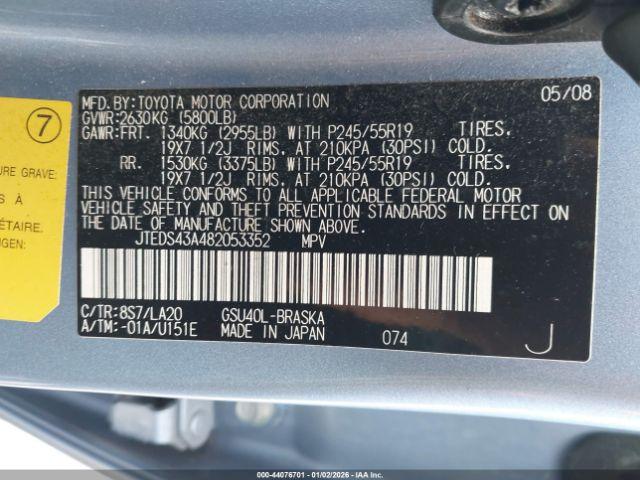 MFD. BY: TOYOTA MOTOR CORPORATION 05/08
GVWR: 2630KG (5800LB)
GAWR: FRT. 1340KG (2955LB) WITH P245/55R19 TIRES,
19X7 1/2J RIMS, AT 210KPA (30PSI) COLD.
RR. 1530KG (3375LB) WITH P245/55R19 TIRES,
19X7 1/2J RIMS, AT 210KPA (30PSI) COLD.
THIS VEHICLE CONFORMS TO ALL APPLICABLE FEDERAL MOTOR
VEHICLE SAFETY AND THEFT PREVENTION STANDARDS IN EFFECT ON
THE DATE OF MANUFACTURE SHOWN ABOVE.
JTEDS43A482053352 MPV
C/TR: 8S7/LA20 GSU40L-BRASKA
A/TM: -01A/U151E MADE IN JAPAN 074 J
7
URE GRAVE:
S À
ÉTAIRE.
NGEN:
000-44076701 - 01/02/2026 - IAAI.COM